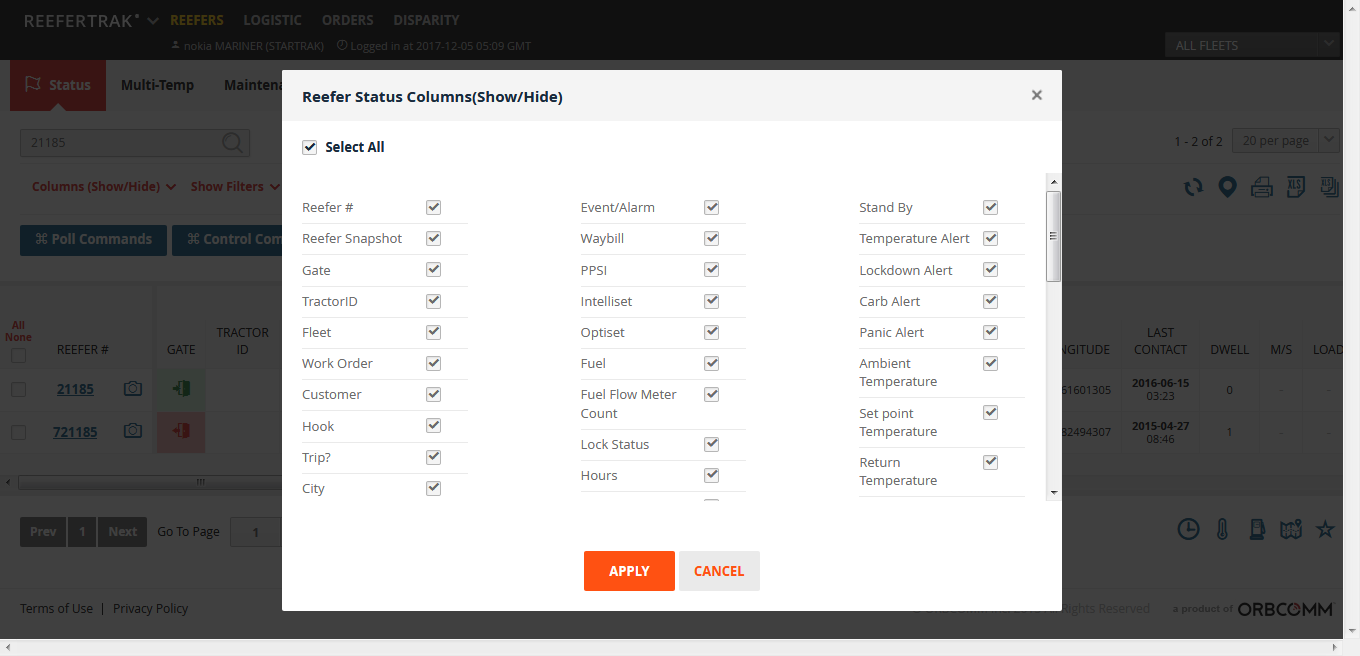 REEFERTRAK REEFERS LOGISTIC ORDERS DISPARITY
nokia MARINER (STARTRAK) Logged in at 2017-12-05 05:09 GMT
ALL FLEETS
Status Multi-Temp Maintena
Reefer Status Columns(Show/Hide)
21185
Select All
1 - 2 of 2 20 per page
Columns (Show/Hide) Show Filters
XLS XLS
Poll Commands Control Com
Reefer # Event/Alarm Stand By
Reefer Snapshot Waybill Temperature Alert
Gate PPSI Lockdown Alert
TractorID Intelliset Carb Alert
Fleet Optiset Panic Alert
Work Order Fuel Ambient
Temperature
Customer Fuel Flow Meter
Count
Set point
Temperature
Hook
Trip? Lock Status Return
Temperature
City Hours
All
None
REEFER # GATE TRACTOR
ID
NGITUDE LAST
CONTACT DWELL M/S LOAD
21185 61601305 2016-06-15
03:23 0 - -
721185 82494307 2015-04-27
08:46 1 - -
Prev 1 Next Go To Page 1
APPLY CANCEL
Terms of Use | Privacy Policy
Rights Reserved a product of ORBCOMM